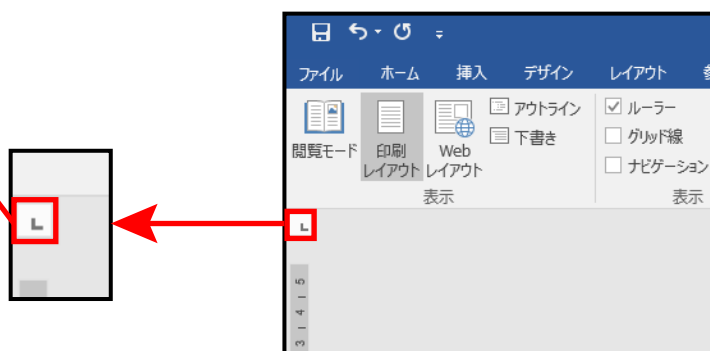 ファイル ホーム 挿入 デザイン レイアウト
閲覧モード 印刷レイアウト Web レイアウト アウトライン 下書き
ルーラー
グリッド線
ナビゲーション
表示 表示
5
4
3